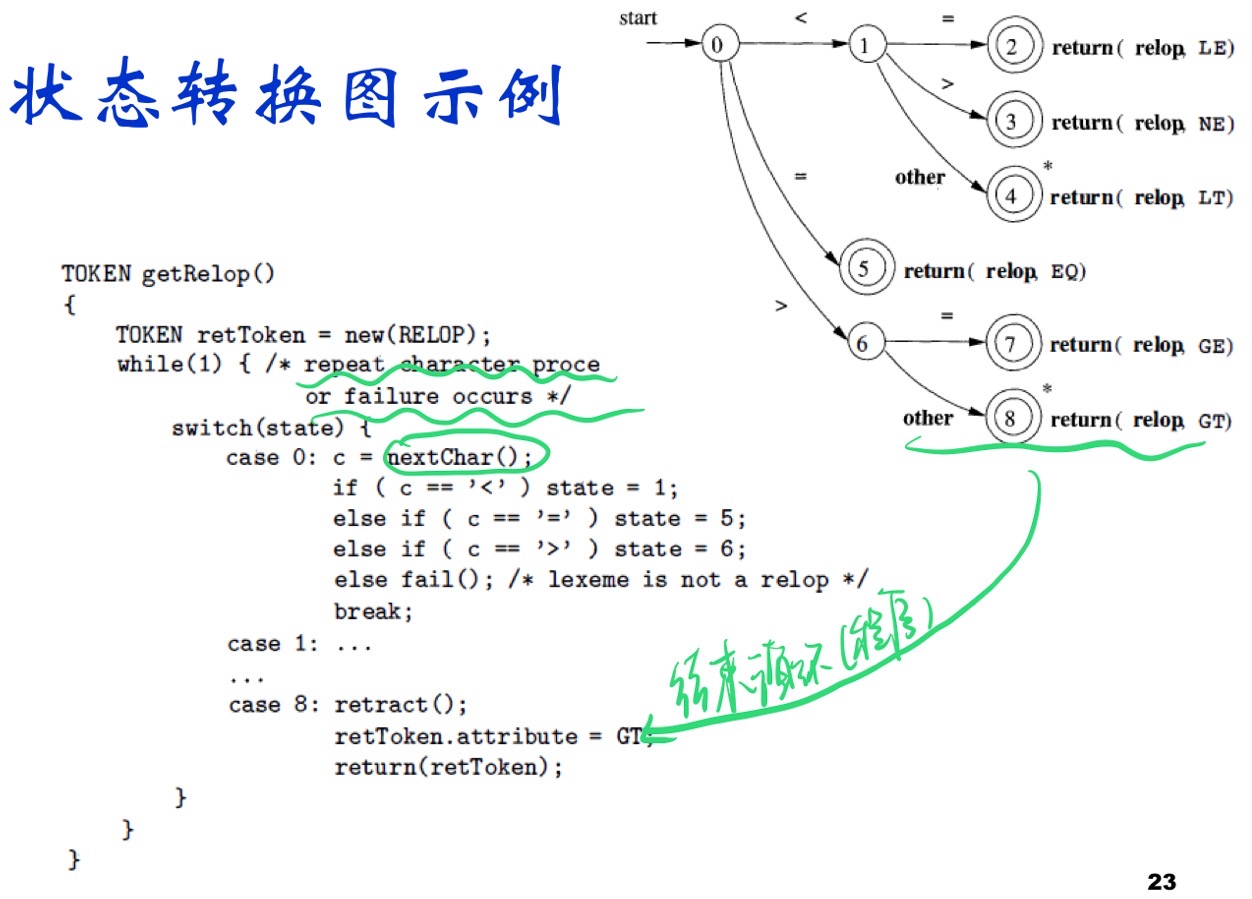 状态转换图示例
start
<
=
0
1
2
return( relop, LE)
>
3
return( relop, NE)
other
*
4
return( relop, LT)
=
5
return( relop, EQ)
>
=
6
7
return( relop, GE)
other
*
8
return( relop, GT)
TOKEN getRelop()
{
TOKEN retToken = new(RELOP);
while(1) { /* repeat character proce
or failure occurs */
switch(state) {
case 0: c = nextChar();
if ( c == '<' ) state = 1;
else if ( c == '=' ) state = 5;
else if ( c == '>' ) state = 6;
else fail(); /* lexeme is not a relop */
break;
case 1: ...
...
case 8: retract();
retToken.attribute = GT;
return(retToken);
}
}
}
结束循环(程序)
23